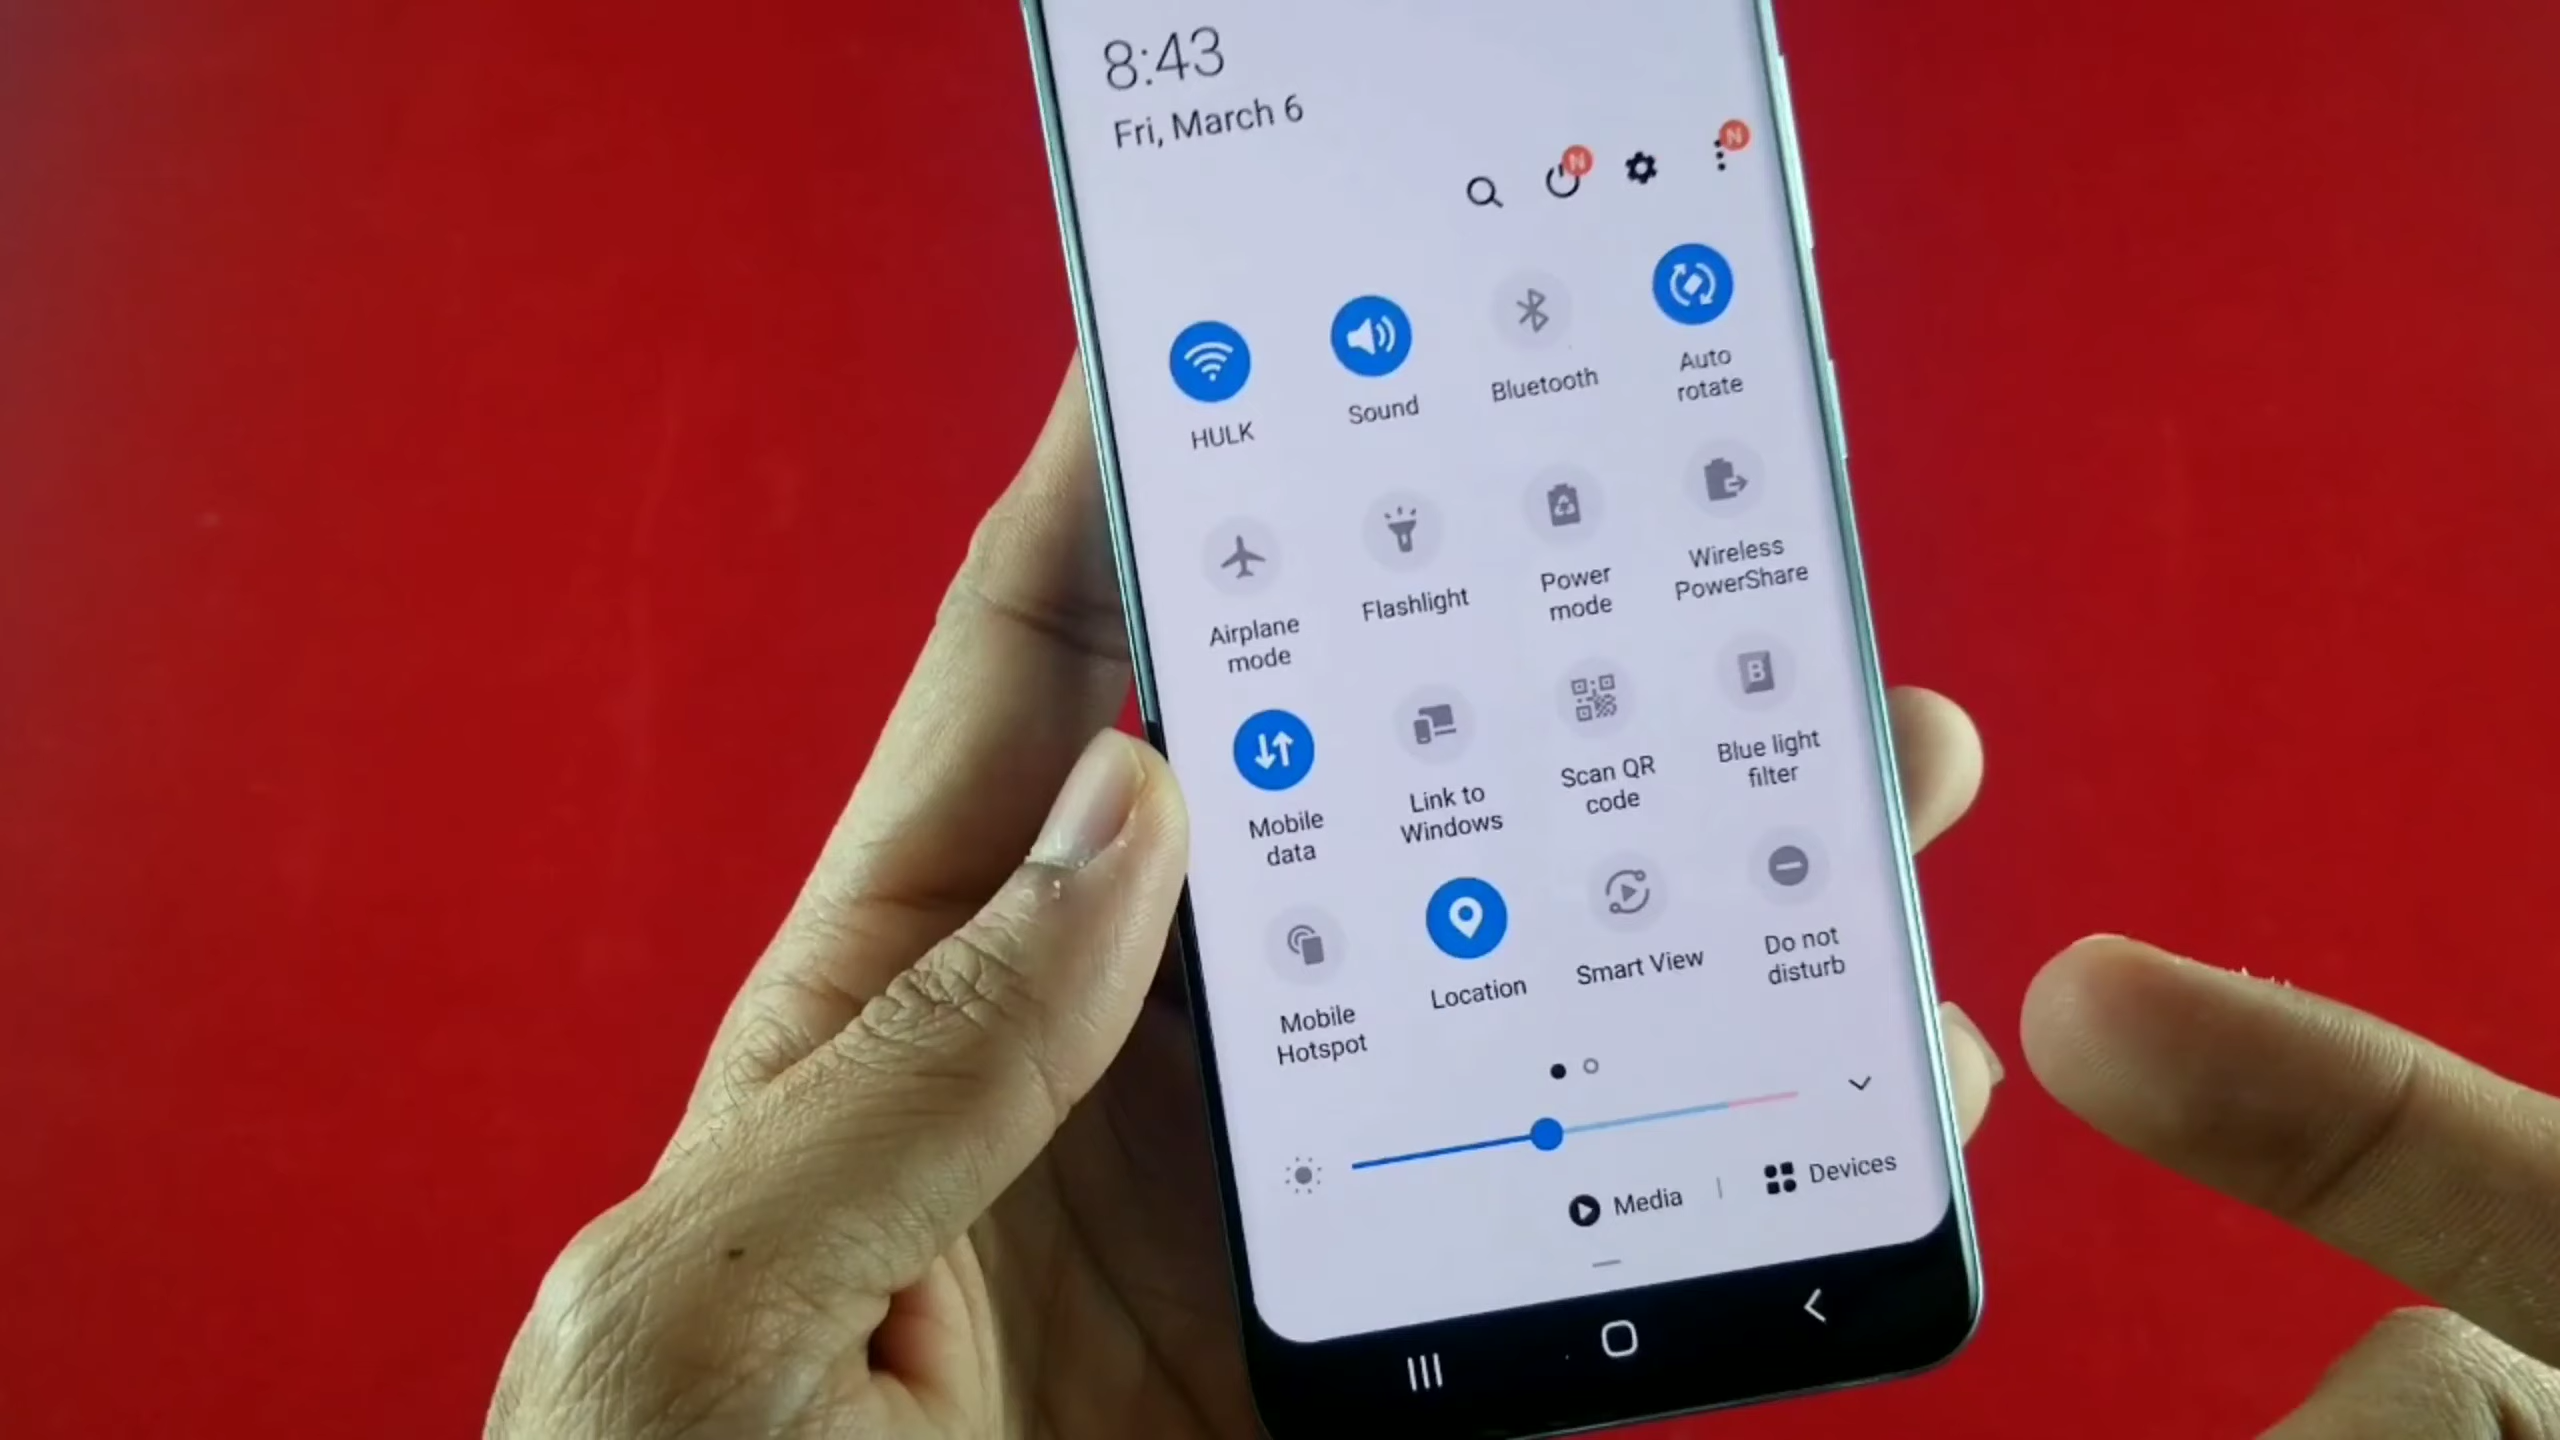 8:43
Fri, March 6
N
N
HULK
Sound
Bluetooth
Auto
rotate
Airplane
mode
Flashlight
Power
mode
Wireless
PowerShare
Mobile
data
Link to
Windows
Scan QR
code
B
Blue light
filter
Mobile
Hotspot
Location
Smart View
Do not
disturb
Media
Devices